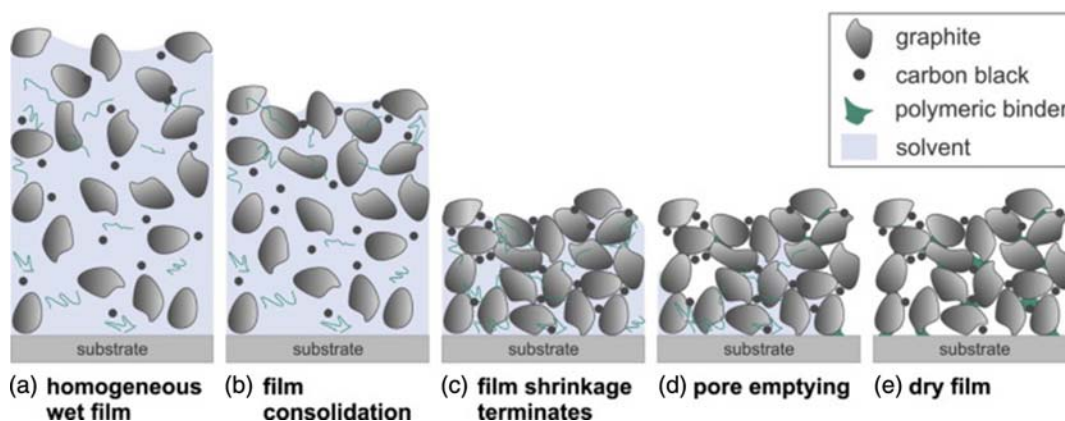 graphite
carbon black
polymeric binder
solvent
substrate
substrate
substrate
substrate
substrate
(a) homogeneous
wet film
(b) film
consolidation
(c) film shrinkage
terminates
(d) pore emptying
(e) dry film